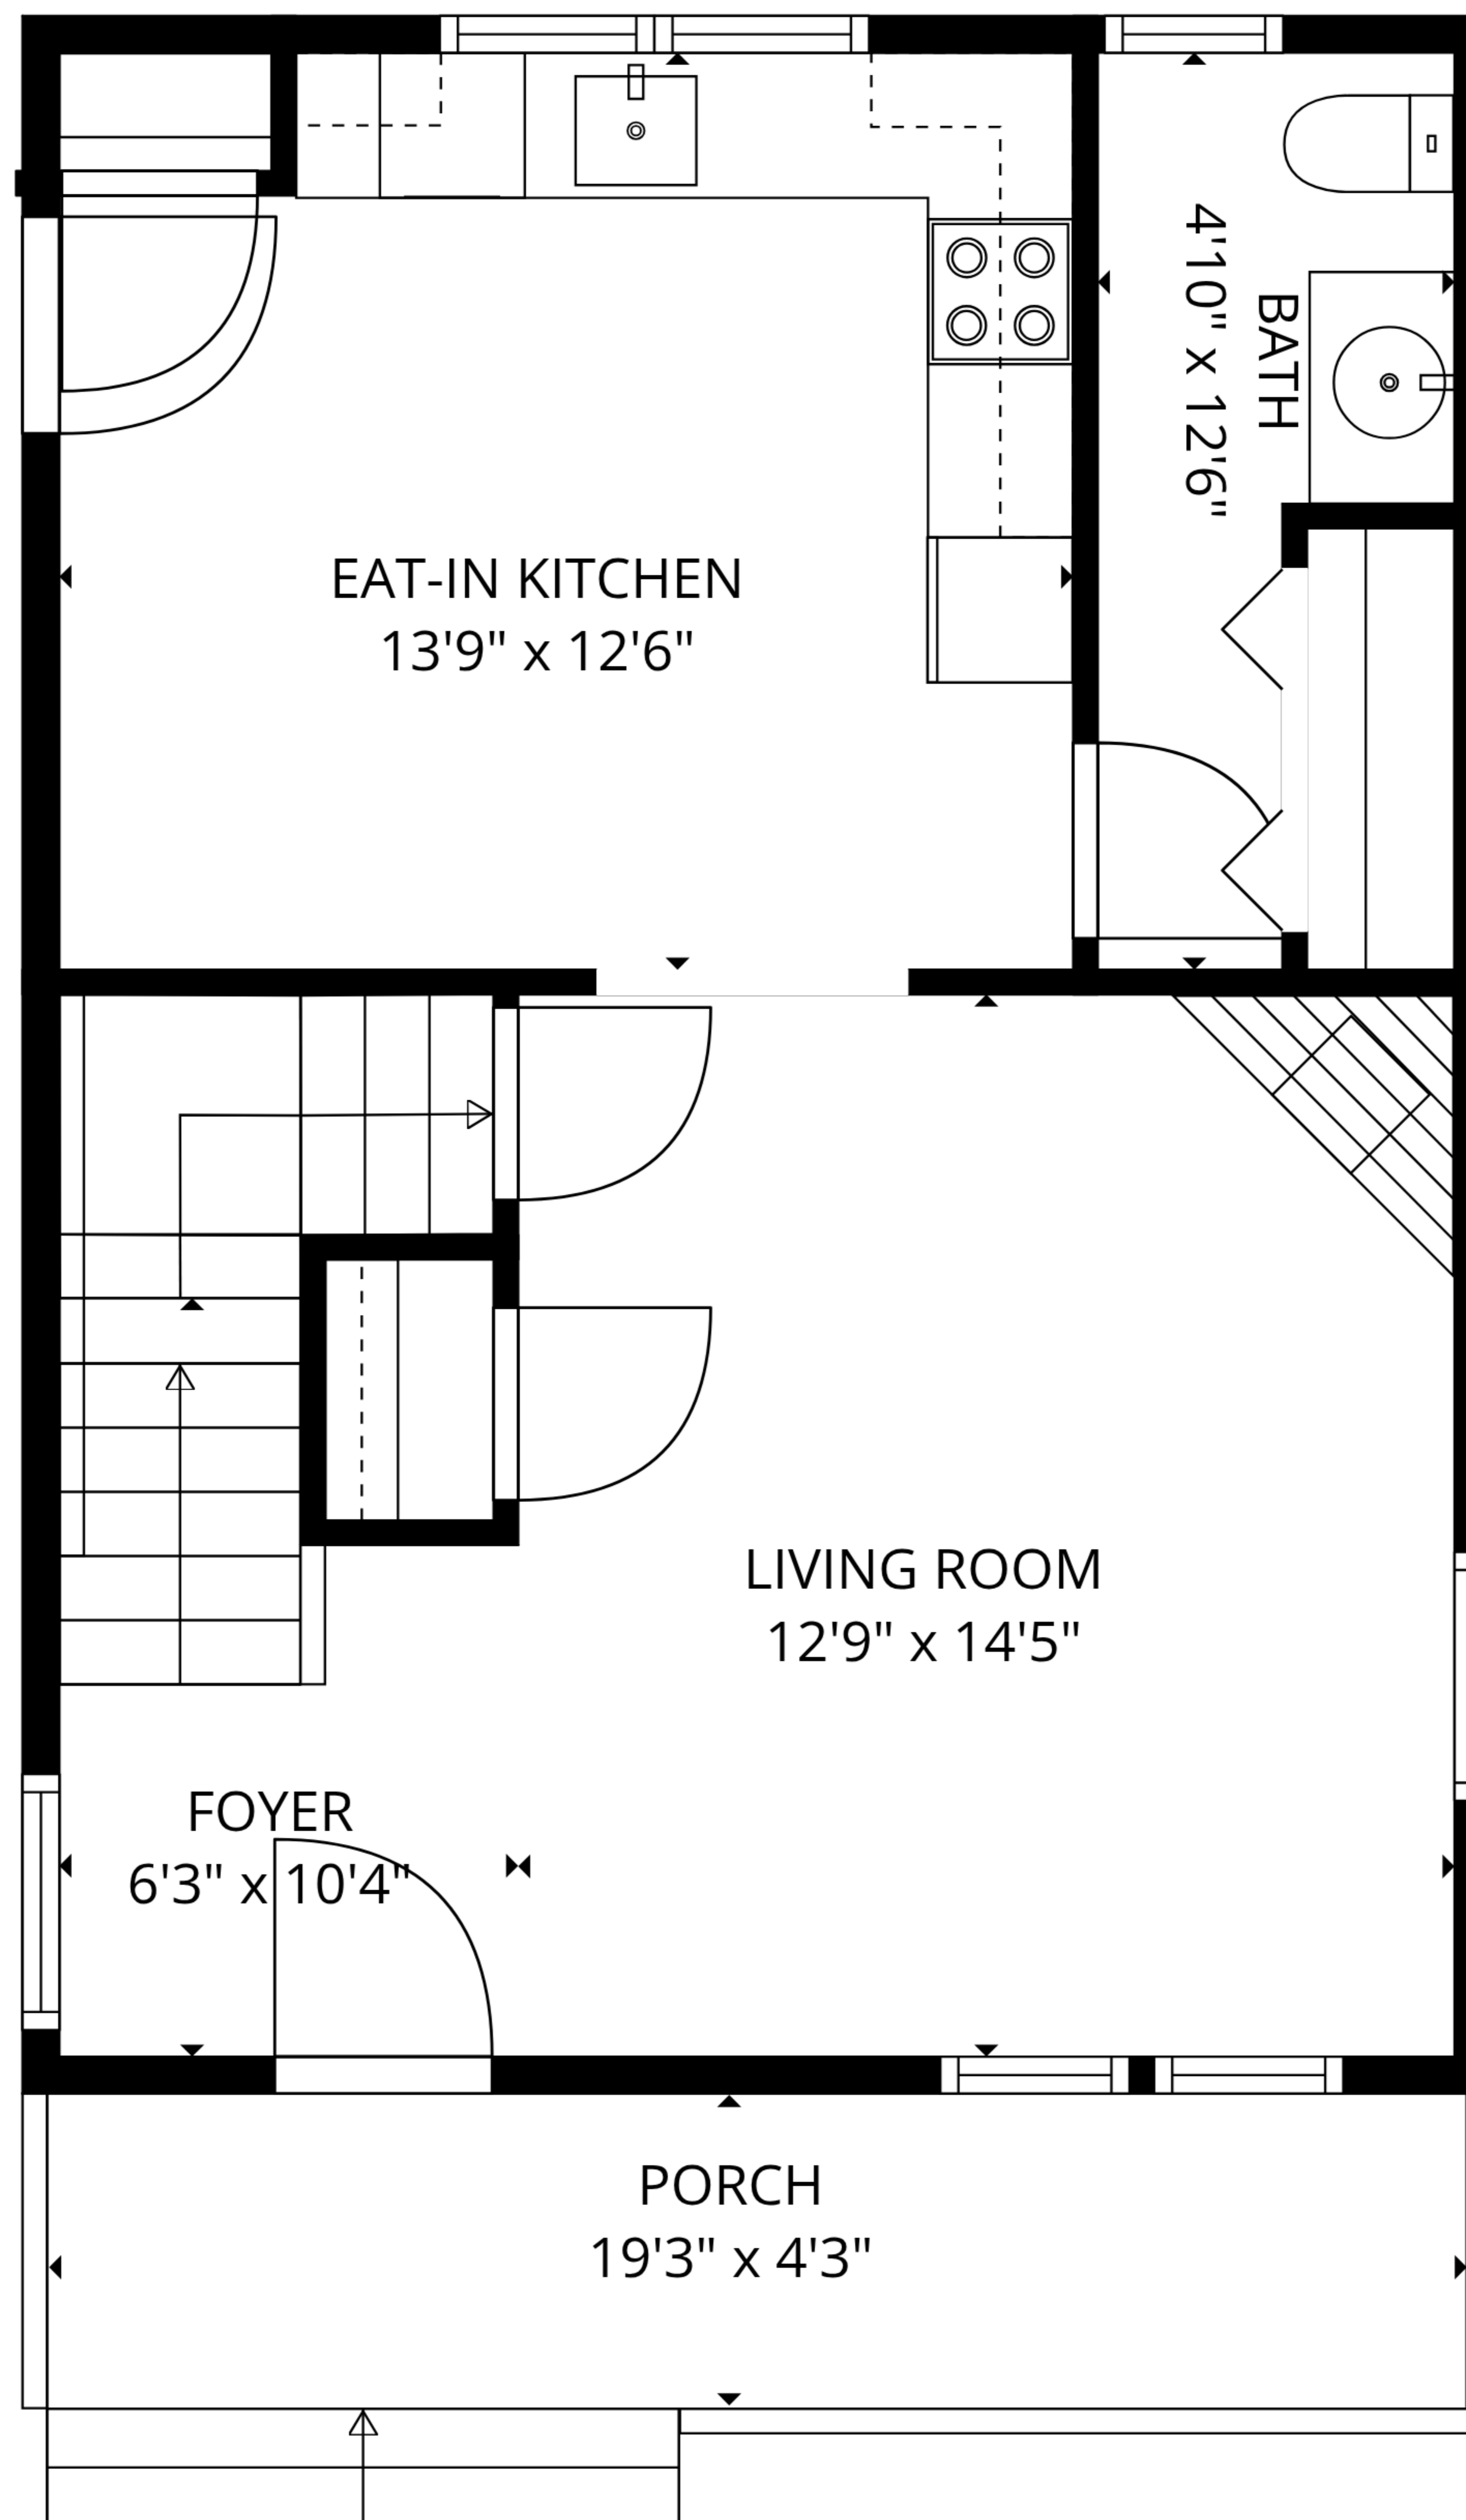 BATH
4'10" x 12'6"
EAT-IN KITCHEN
13'9" x 12'6"
LIVING ROOM
12'9" x 14'5"
FOYER
6'3" x 10'4"
PORCH
19'3" x 4'3"